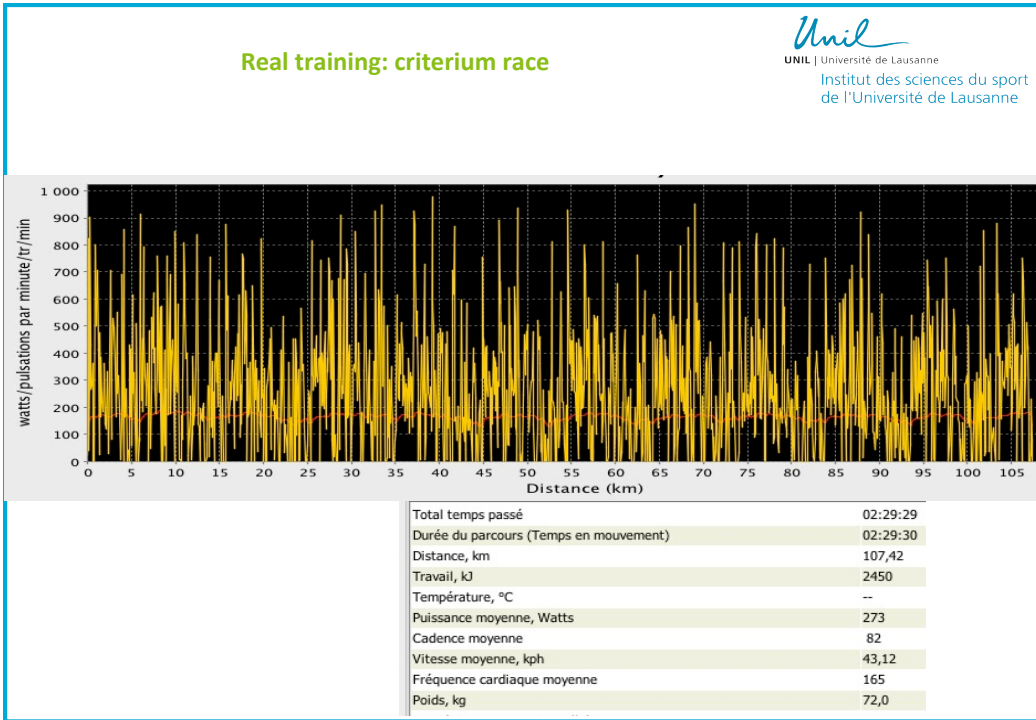 Real training: criterium race
Unil
UNIL | Université de Lausanne
Institut des sciences du sport
de l'Université de Lausanne
watts/pulsations par minute/tr/min
1 000
900
800
700
600
500
400
300
200
100
0
0 5 10 15 20 25 30 35 40 45 50 55 60 65 70 75 80 85 90 95 100 105
Distance (km)
Total temps passé 02:29:29
Durée du parcours (Temps en mouvement) 02:29:30
Distance, km 107,42
Travail, kJ 2450
Température, °C --
Puissance moyenne, Watts 273
Cadence moyenne 82
Vitesse moyenne, kph 43,12
Fréquence cardiaque moyenne 165
Poids, kg 72,0